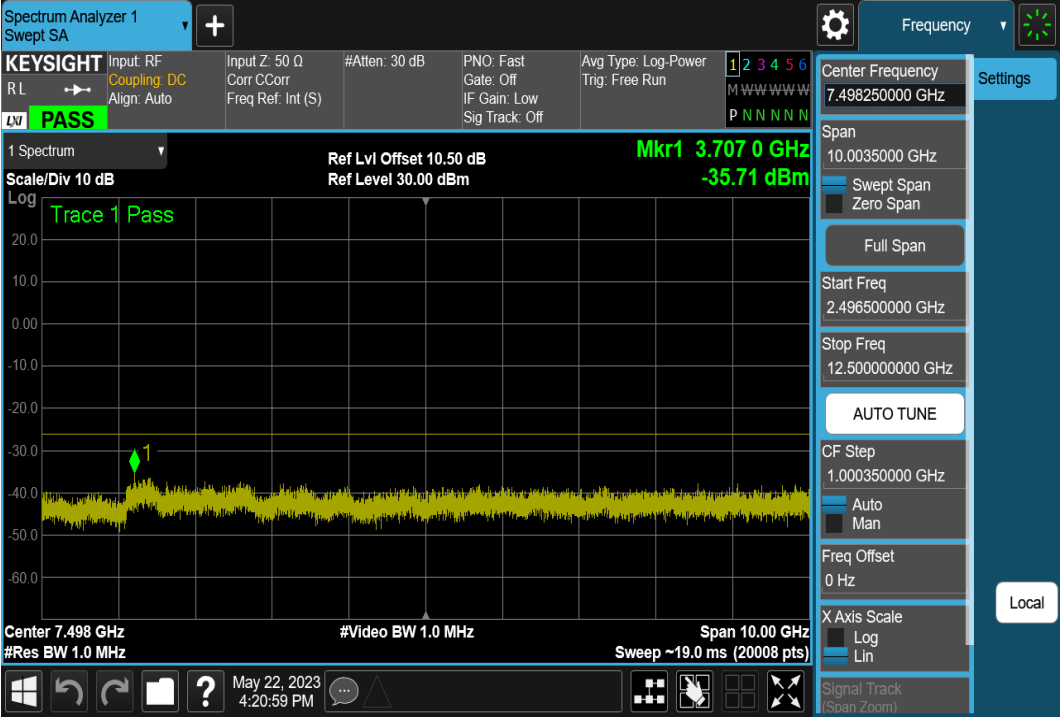 Spectrum Analyzer 1
Swept SA
+
Frequency
KEYSIGHT
R L
LXI PASS
Input: RF
Coupling: DC
Align: Auto
Input Z: 50 Ω
Corr CCorr
Freq Ref: Int (S)
#Atten: 30 dB
PNO: Fast
Gate: Off
IF Gain: Low
Sig Track: Off
Avg Type: Log-Power
Trig: Free Run
1 2 3 4 5 6
M W W W W W
P N N N N N
1 Spectrum
Scale/Div 10 dB
Ref Lvl Offset 10.50 dB
Ref Level 30.00 dBm
Mkr1 3.707 0 GHz
-35.71 dBm
Log
Trace 1 Pass
20.0
10.0
0.00
-10.0
-20.0
-30.0
-40.0
-50.0
-60.0
1
Center 7.498 GHz
#Res BW 1.0 MHz
#Video BW 1.0 MHz
Span 10.00 GHz
Sweep ~19.0 ms (20008 pts)
?
May 22, 2023
4:20:59 PM
Center Frequency
7.498250000 GHz
Span
10.0035000 GHz
Swept Span
Zero Span
Full Span
Start Freq
2.496500000 GHz
Stop Freq
12.500000000 GHz
AUTO TUNE
CF Step
1.000350000 GHz
Auto
Man
Freq Offset
0 Hz
X Axis Scale
Log
Lin
Signal Track
(Span Zoom)
Settings
Local